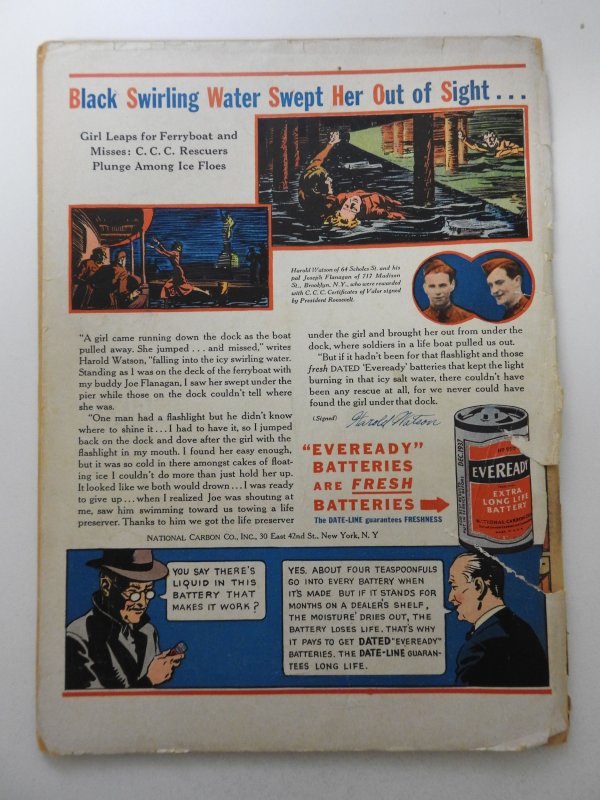 Black Swirling Water Swept Her Out of Sight...
Girl Leaps for Ferryboat and
Misses: C.C.C. Rescuers
Plunge Among Ice Floes
Harold Watson of 64 Scholes St. and his
pal Joseph Flanagan of 717 Madison
St., Brooklyn, N.Y., who were rewarded
with C.C.C. Certificates of Valor signed
by President Roosevelt.
"A girl came running down the dock as the boat
pulled away. She jumped ... and missed," writes
Harold Watson, "falling into the icy swirling water.
Standing as I was on the deck of the ferryboat with
my buddy Joe Flanagan, I saw her swept under the
pier while those on the dock couldn't tell where
she was.
"One man had a flashlight but he didn't know
where to shine it ... I had to have it, so I jumped
back on the dock and dove after the girl with the
flashlight in my mouth. I found her easy enough,
but it was so cold in there amongst cakes of float-
ing ice I couldn't do more than just hold her up.
It looked like we both would drown ... I was ready
to give up ... when I realized Joe was shouting at
me, saw him swimming toward us towing a life
preserver. Thanks to him we got the life preserver
under the girl and brought her out from under the
dock, where soldiers in a life boat pulled us out.
"But if it hadn't been for that flashlight and those
fresh DATED 'Eveready' batteries that kept the light
burning in that icy salt water, there couldn't have
been any rescue at all, for we never could have
found the girl under that dock.
(Signed) Harold Watson
"EVEREADY"
BATTERIES
ARE FRESH
BATTERIES
The DATE-LINE guarantees FRESHNESS
DEC. 1937
No 950
EVEREADY
EXTRA
LONG LIFE
BATTERY
NATIONAL CARBON
NATIONAL CARBON CO., INC., 30 East 42nd St., New York, N. Y
YOU SAY THERE'S
LIQUID IN THIS
BATTERY THAT
MAKES IT WORK?
YES. ABOUT FOUR TEASPOONFULS
GO INTO EVERY BATTERY WHEN
IT'S MADE BUT IF IT STANDS FOR
MONTHS ON A DEALER'S SHELF,
THE MOISTURE DRIES OUT, THE
BATTERY LOSES LIFE. THAT'S WHY
IT PAYS TO GET DATED "EVEREADY"
BATTERIES. THE DATE-LINE GUARAN-
TEES LONG LIFE.